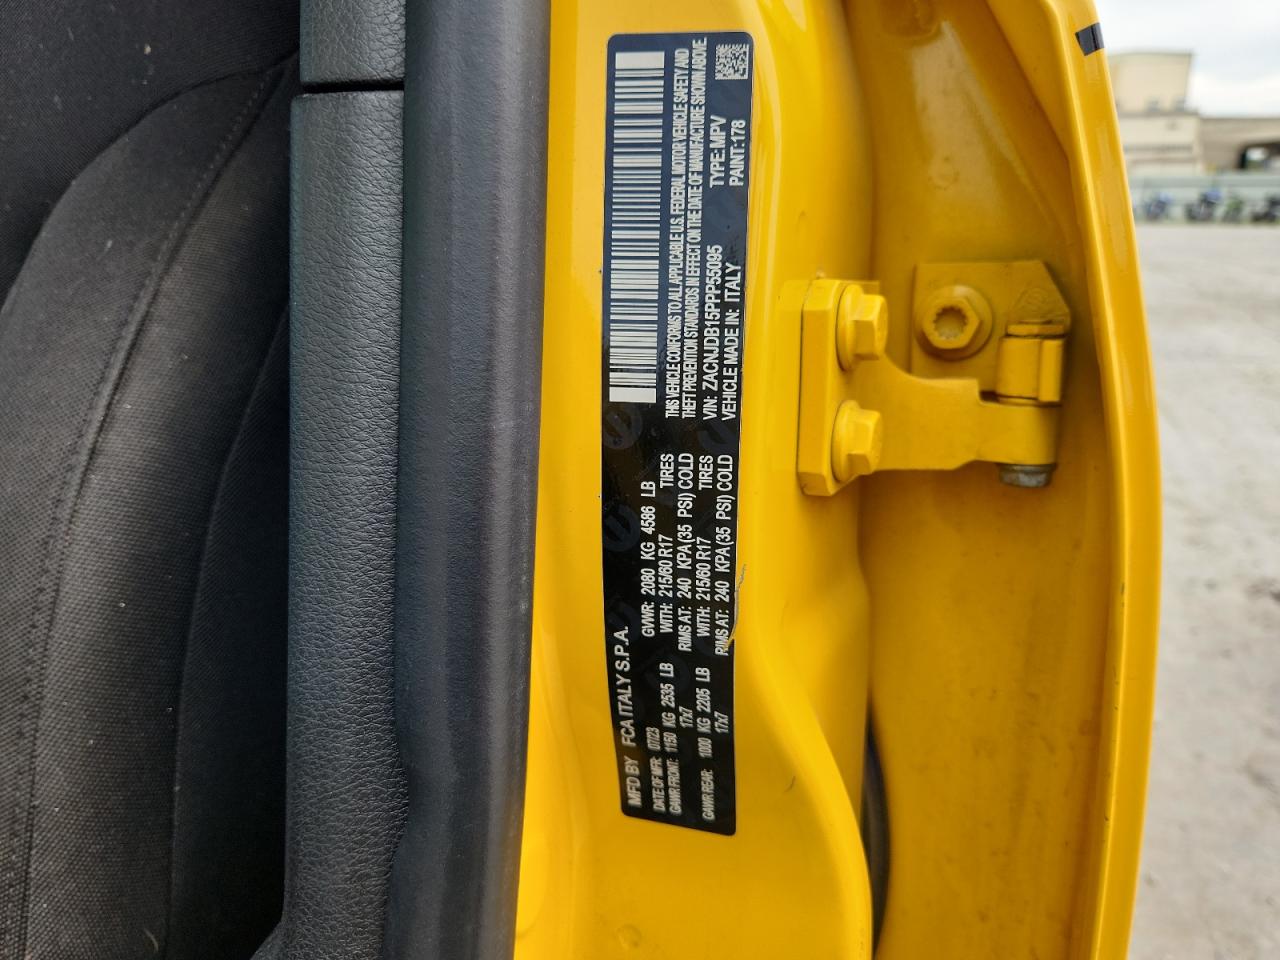 MFD BY FCA ITALY S.P.A.
DATE OF MFR: 07/23 GVWR: 2080 KG 4586 LB
GAWR FRONT: 1150 KG 2535 LB WITH: 215/60 R17 TIRES
17x7 RIMS AT: 240 KPA(35 PSI) COLD
GAWR REAR: 1000 KG 2205 LB WITH: 215/60 R17 TIRES
17x7 RIMS AT: 240 KPA(35 PSI) COLD
THIS VEHICLE CONFORMS TO ALL APPLICABLE U.S. FEDERAL MOTOR VEHICLE SAFETY AND
THEFT PREVENTION STANDARDS IN EFFECT ON THE DATE OF MANUFACTURE SHOWN ABOVE.
VIN: ZACNJDB15PPP55095 TYPE:MPV
VEHICLE MADE IN: ITALY PAINT:178